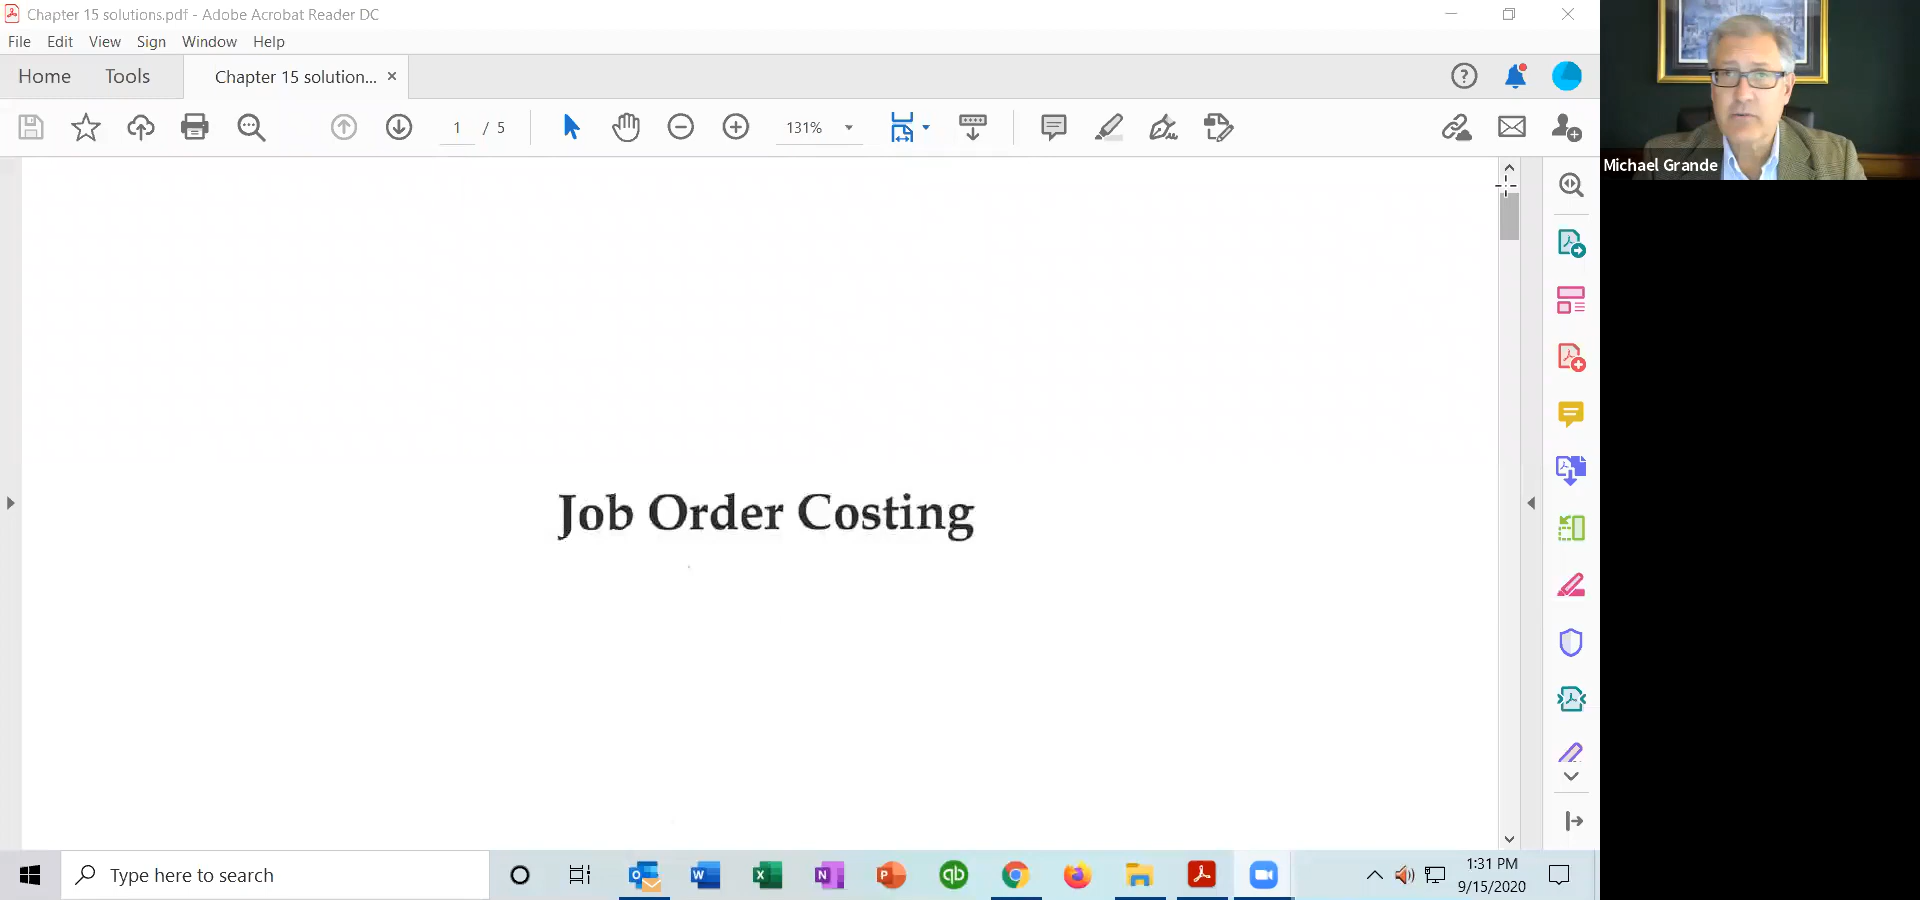 Chapter 15 solutions.pdf - Adobe Acrobat Reader DC
File Edit View Sign Window Help
Home Tools Chapter 15 solution... ×
1 / 5 131%
Michael Grande
Job Order Costing
Type here to search
1:31 PM
9/15/2020